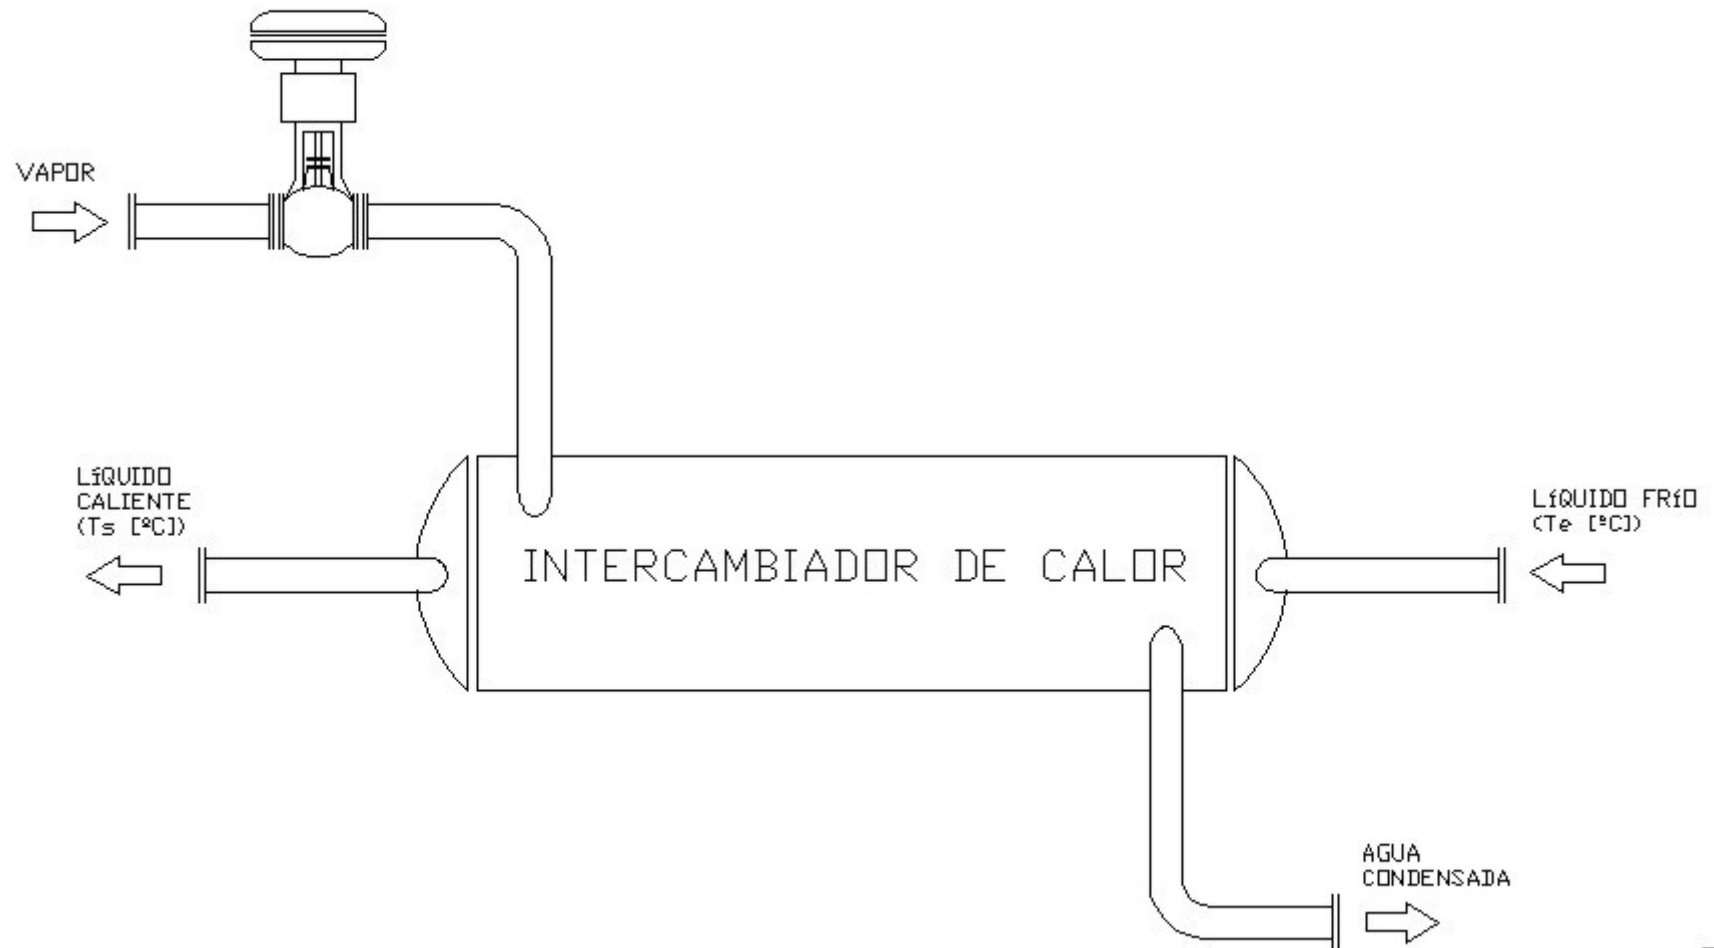 VAPOR
LíQUIDO
CALIENTE
(Ts [ºC])
LíQUIDO FRíO
(Te [ºC])
INTERCAMBIADOR DE CALOR
AGUA
CONDENSADA